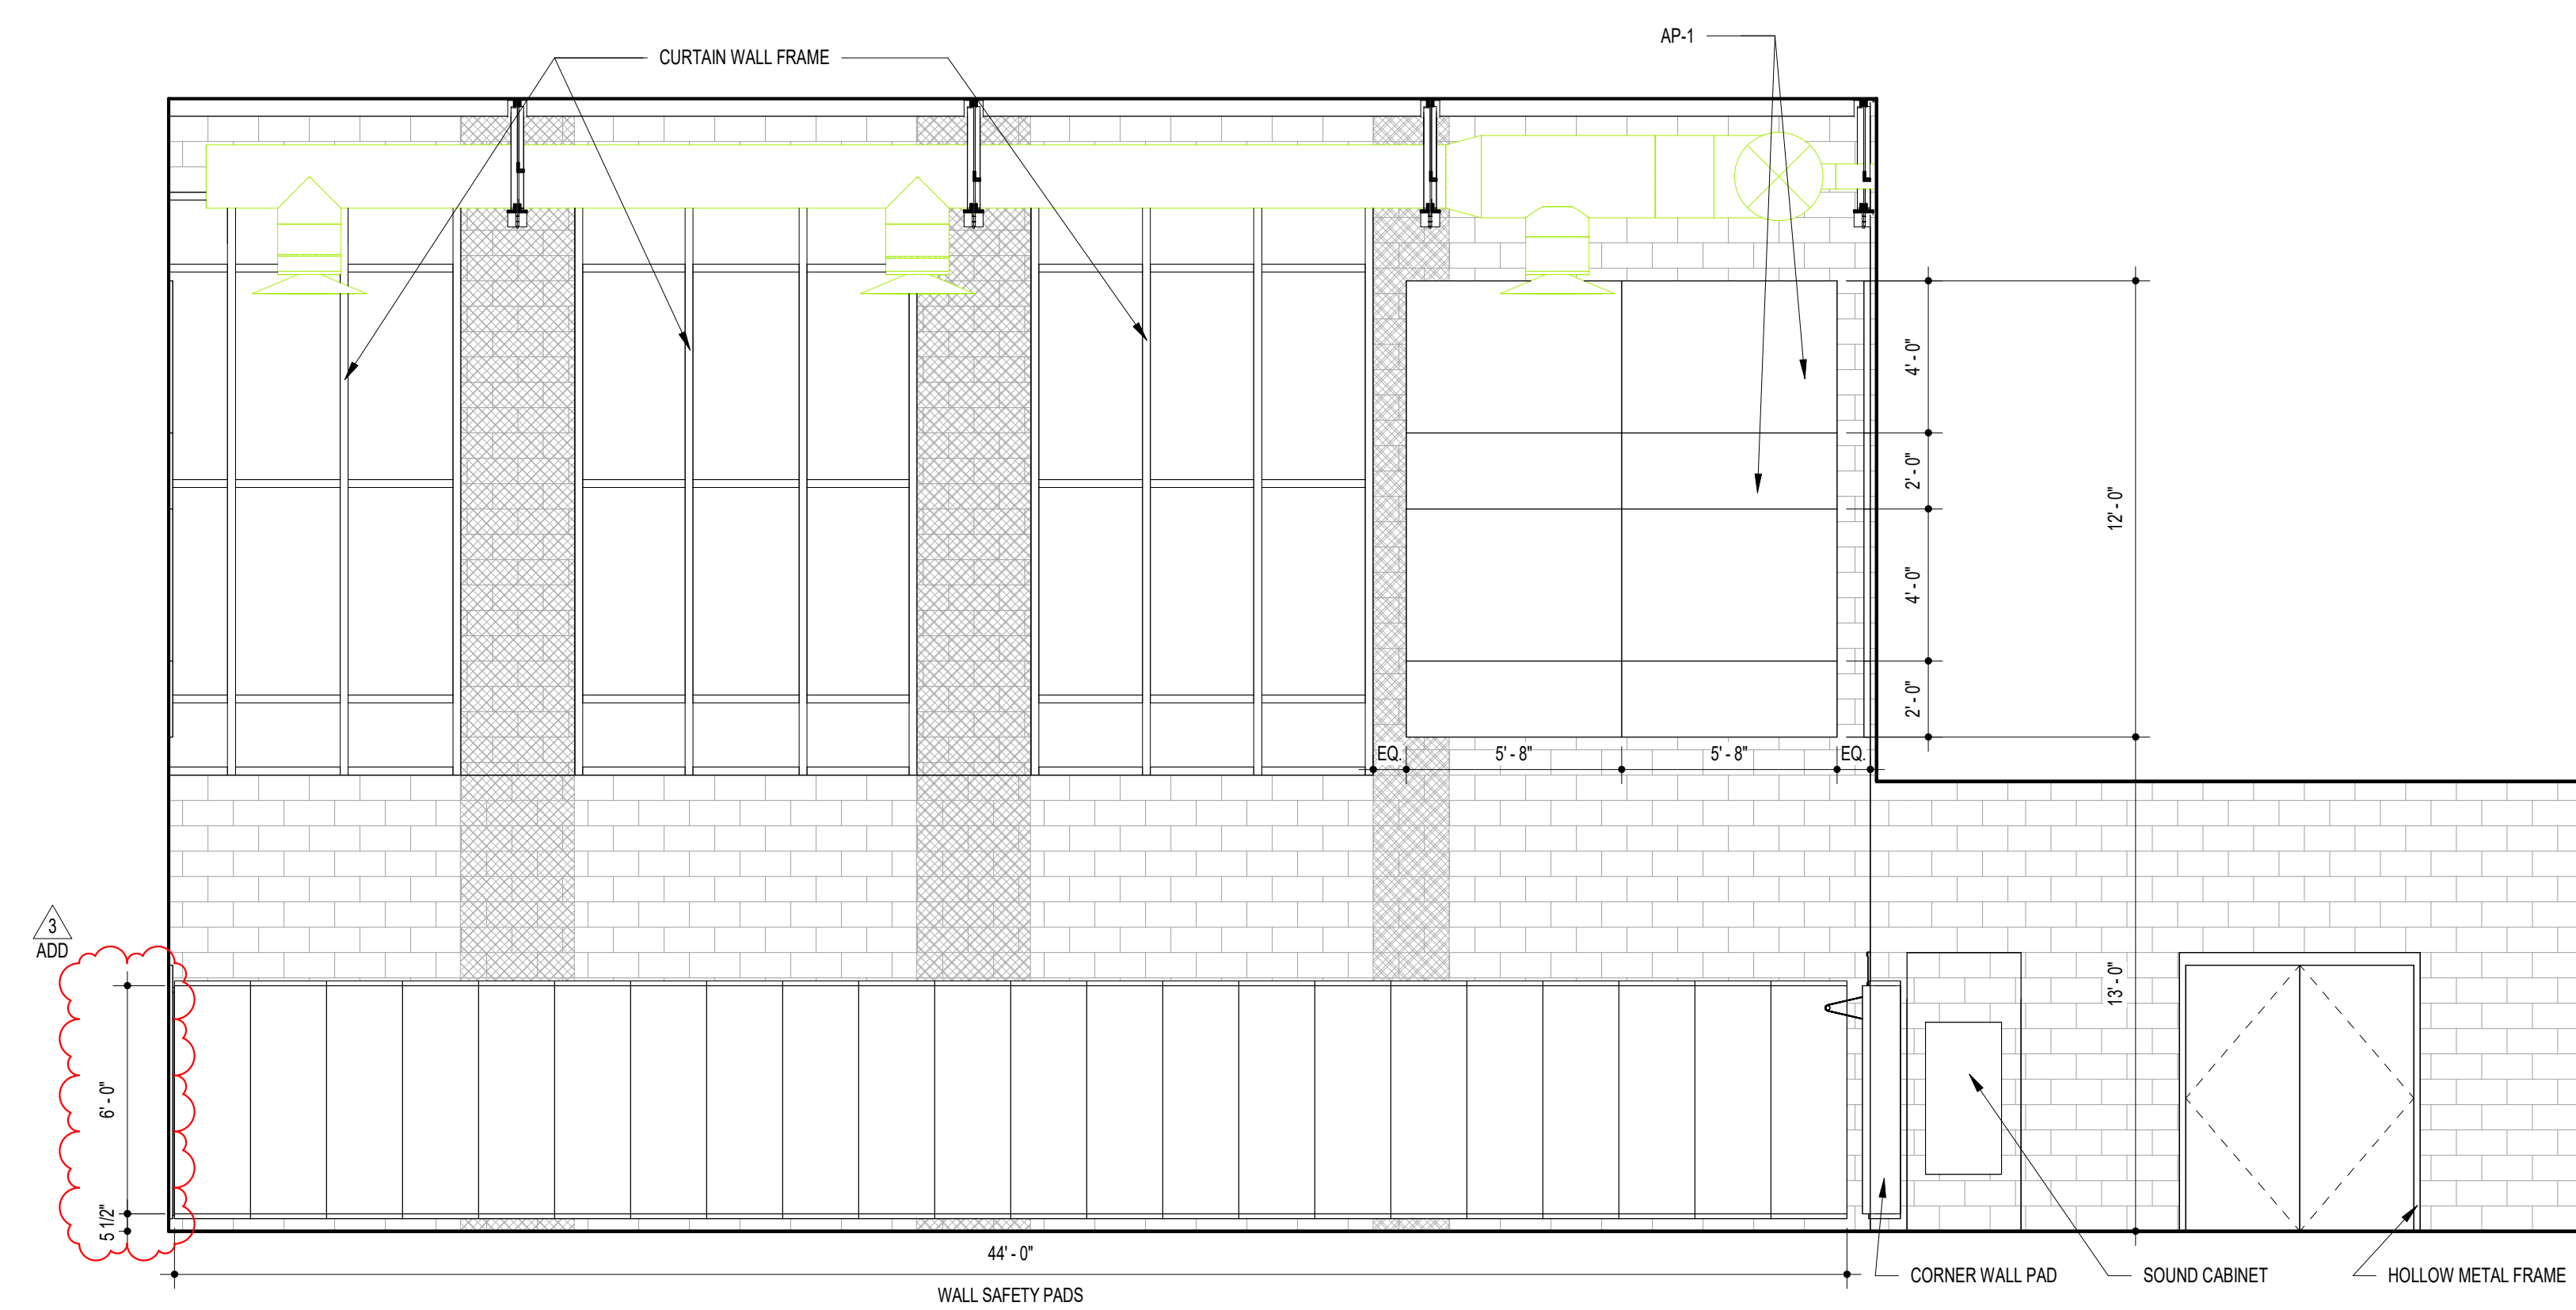 AP-1
CURTAIN WALL FRAME
4' - 0"
2' - 0"
12' - 0"
4' - 0"
2' - 0"
EQ.
5' - 8"
5' - 8"
EQ.
3
ADD
13' - 0"
6' - 0"
5 1/2"
44' - 0"
WALL SAFETY PADS
CORNER WALL PAD
SOUND CABINET
HOLLOW METAL FRAME